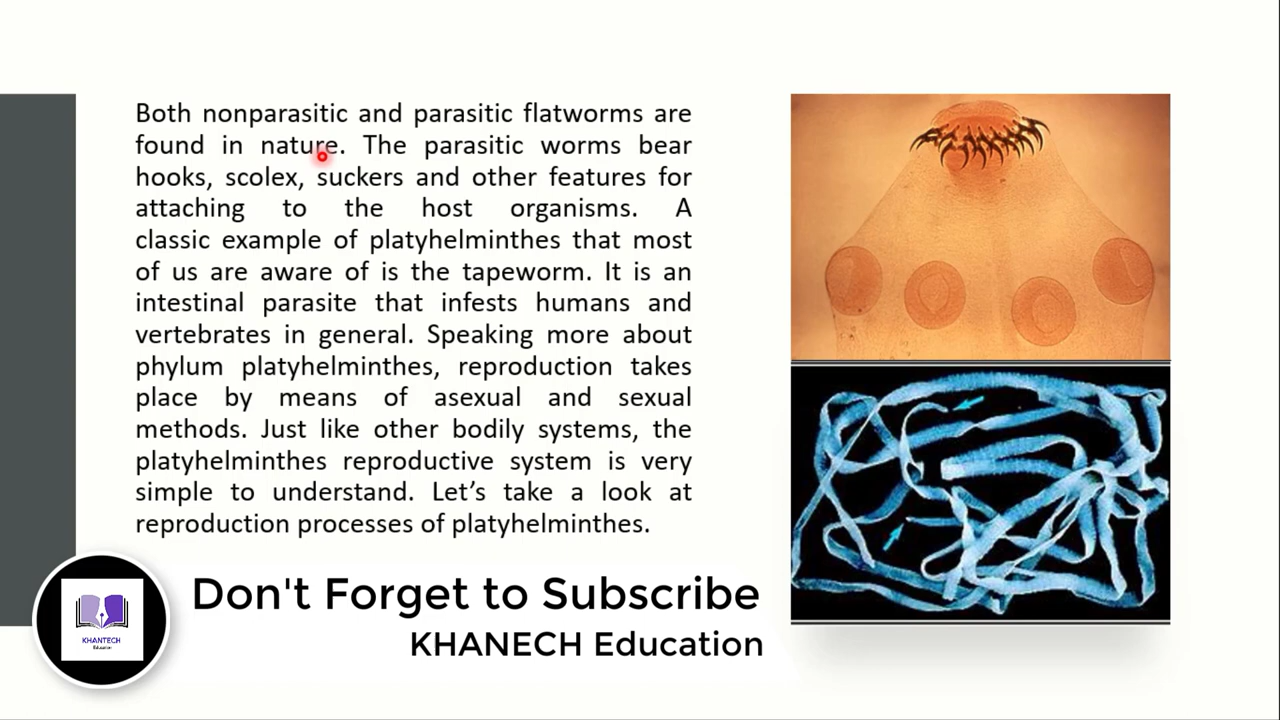 Both nonparasitic and parasitic flatworms are
found in nature. The parasitic worms bear
hooks, scolex, suckers and other features for
attaching to the host organisms. A
classic example of platyhelminthes that most
of us are aware of is the tapeworm. It is an
intestinal parasite that infests humans and
vertebrates in general. Speaking more about
phylum platyhelminthes, reproduction takes
place by means of asexual and sexual
methods. Just like other bodily systems, the
platyhelminthes reproductive system is very
simple to understand. Let’s take a look at
reproduction processes of platyhelminthes.
Don't Forget to Subscribe
KHANECH Education
KHANTECH
Education